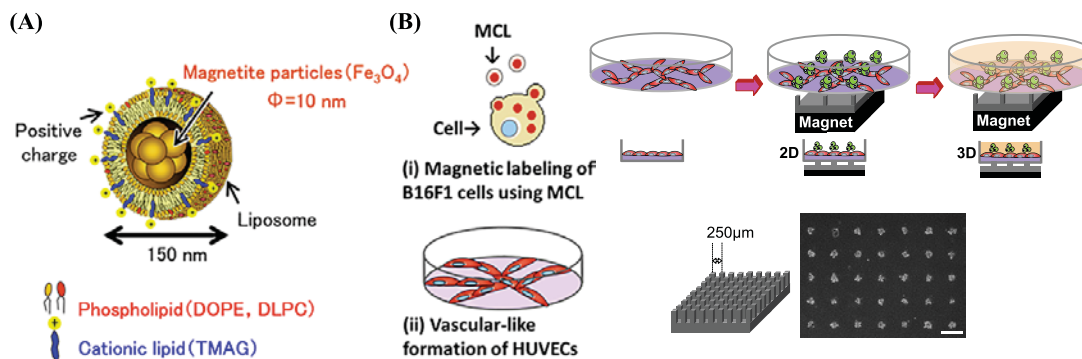 (A)
Magnetite particles(Fe₃O₄)
Φ=10 nm
Positive
charge
Liposome
150 nm
Phospholipid(DOPE, DLPC)
+
Cationic lipid(TMAG)
(B)
MCL
Cell→
(i) Magnetic labeling of
B16F1 cells using MCL
(ii) Vascular-like
formation of HUVECs
Magnet
Magnet
2D
3D
250μm